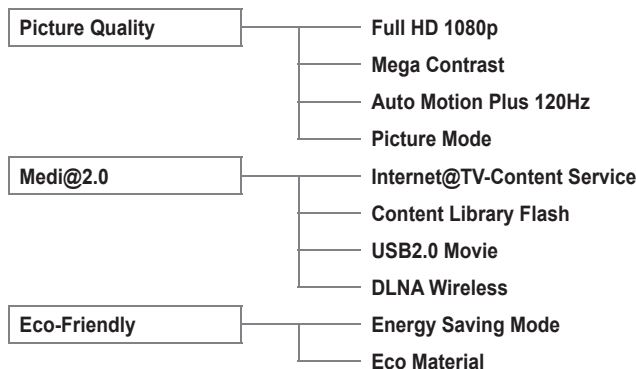 Picture Quality
Full HD 1080p
Mega Contrast
Auto Motion Plus 120Hz
Picture Mode
Medi@2.0
Internet@TV-Content Service
Content Library Flash
USB2.0 Movie
DLNA Wireless
Eco-Friendly
Energy Saving Mode
Eco Material